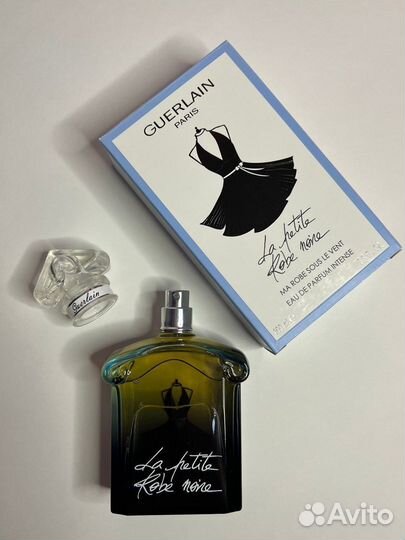 GUERLAIN
PARIS
La petite
Robe noire
MA ROBE SOUS LE VENT
EAU DE PARFUM INTENSE
Guerlain
La petite
Robe noire
Avito